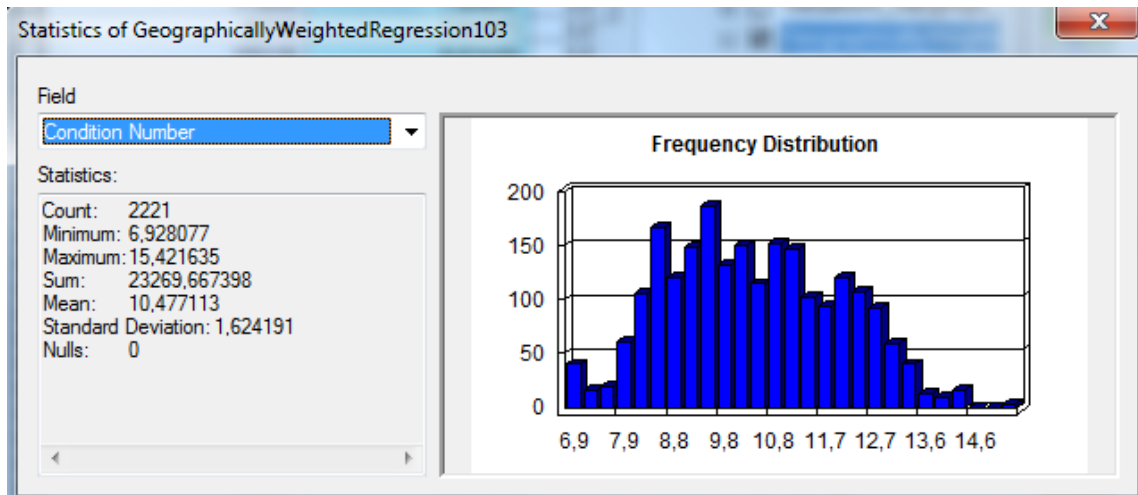 Statistics of GeographicallyWeightedRegression103
Field
Condition Number
Statistics:
Count: 2221
Minimum: 6,928077
Maximum: 15,421635
Sum: 23269,667398
Mean: 10,477113
Standard Deviation: 1,624191
Nulls: 0
Frequency Distribution
200
150
100
50
0
6,9 7,9 8,8 9,8 10,8 11,7 12,7 13,6 14,6